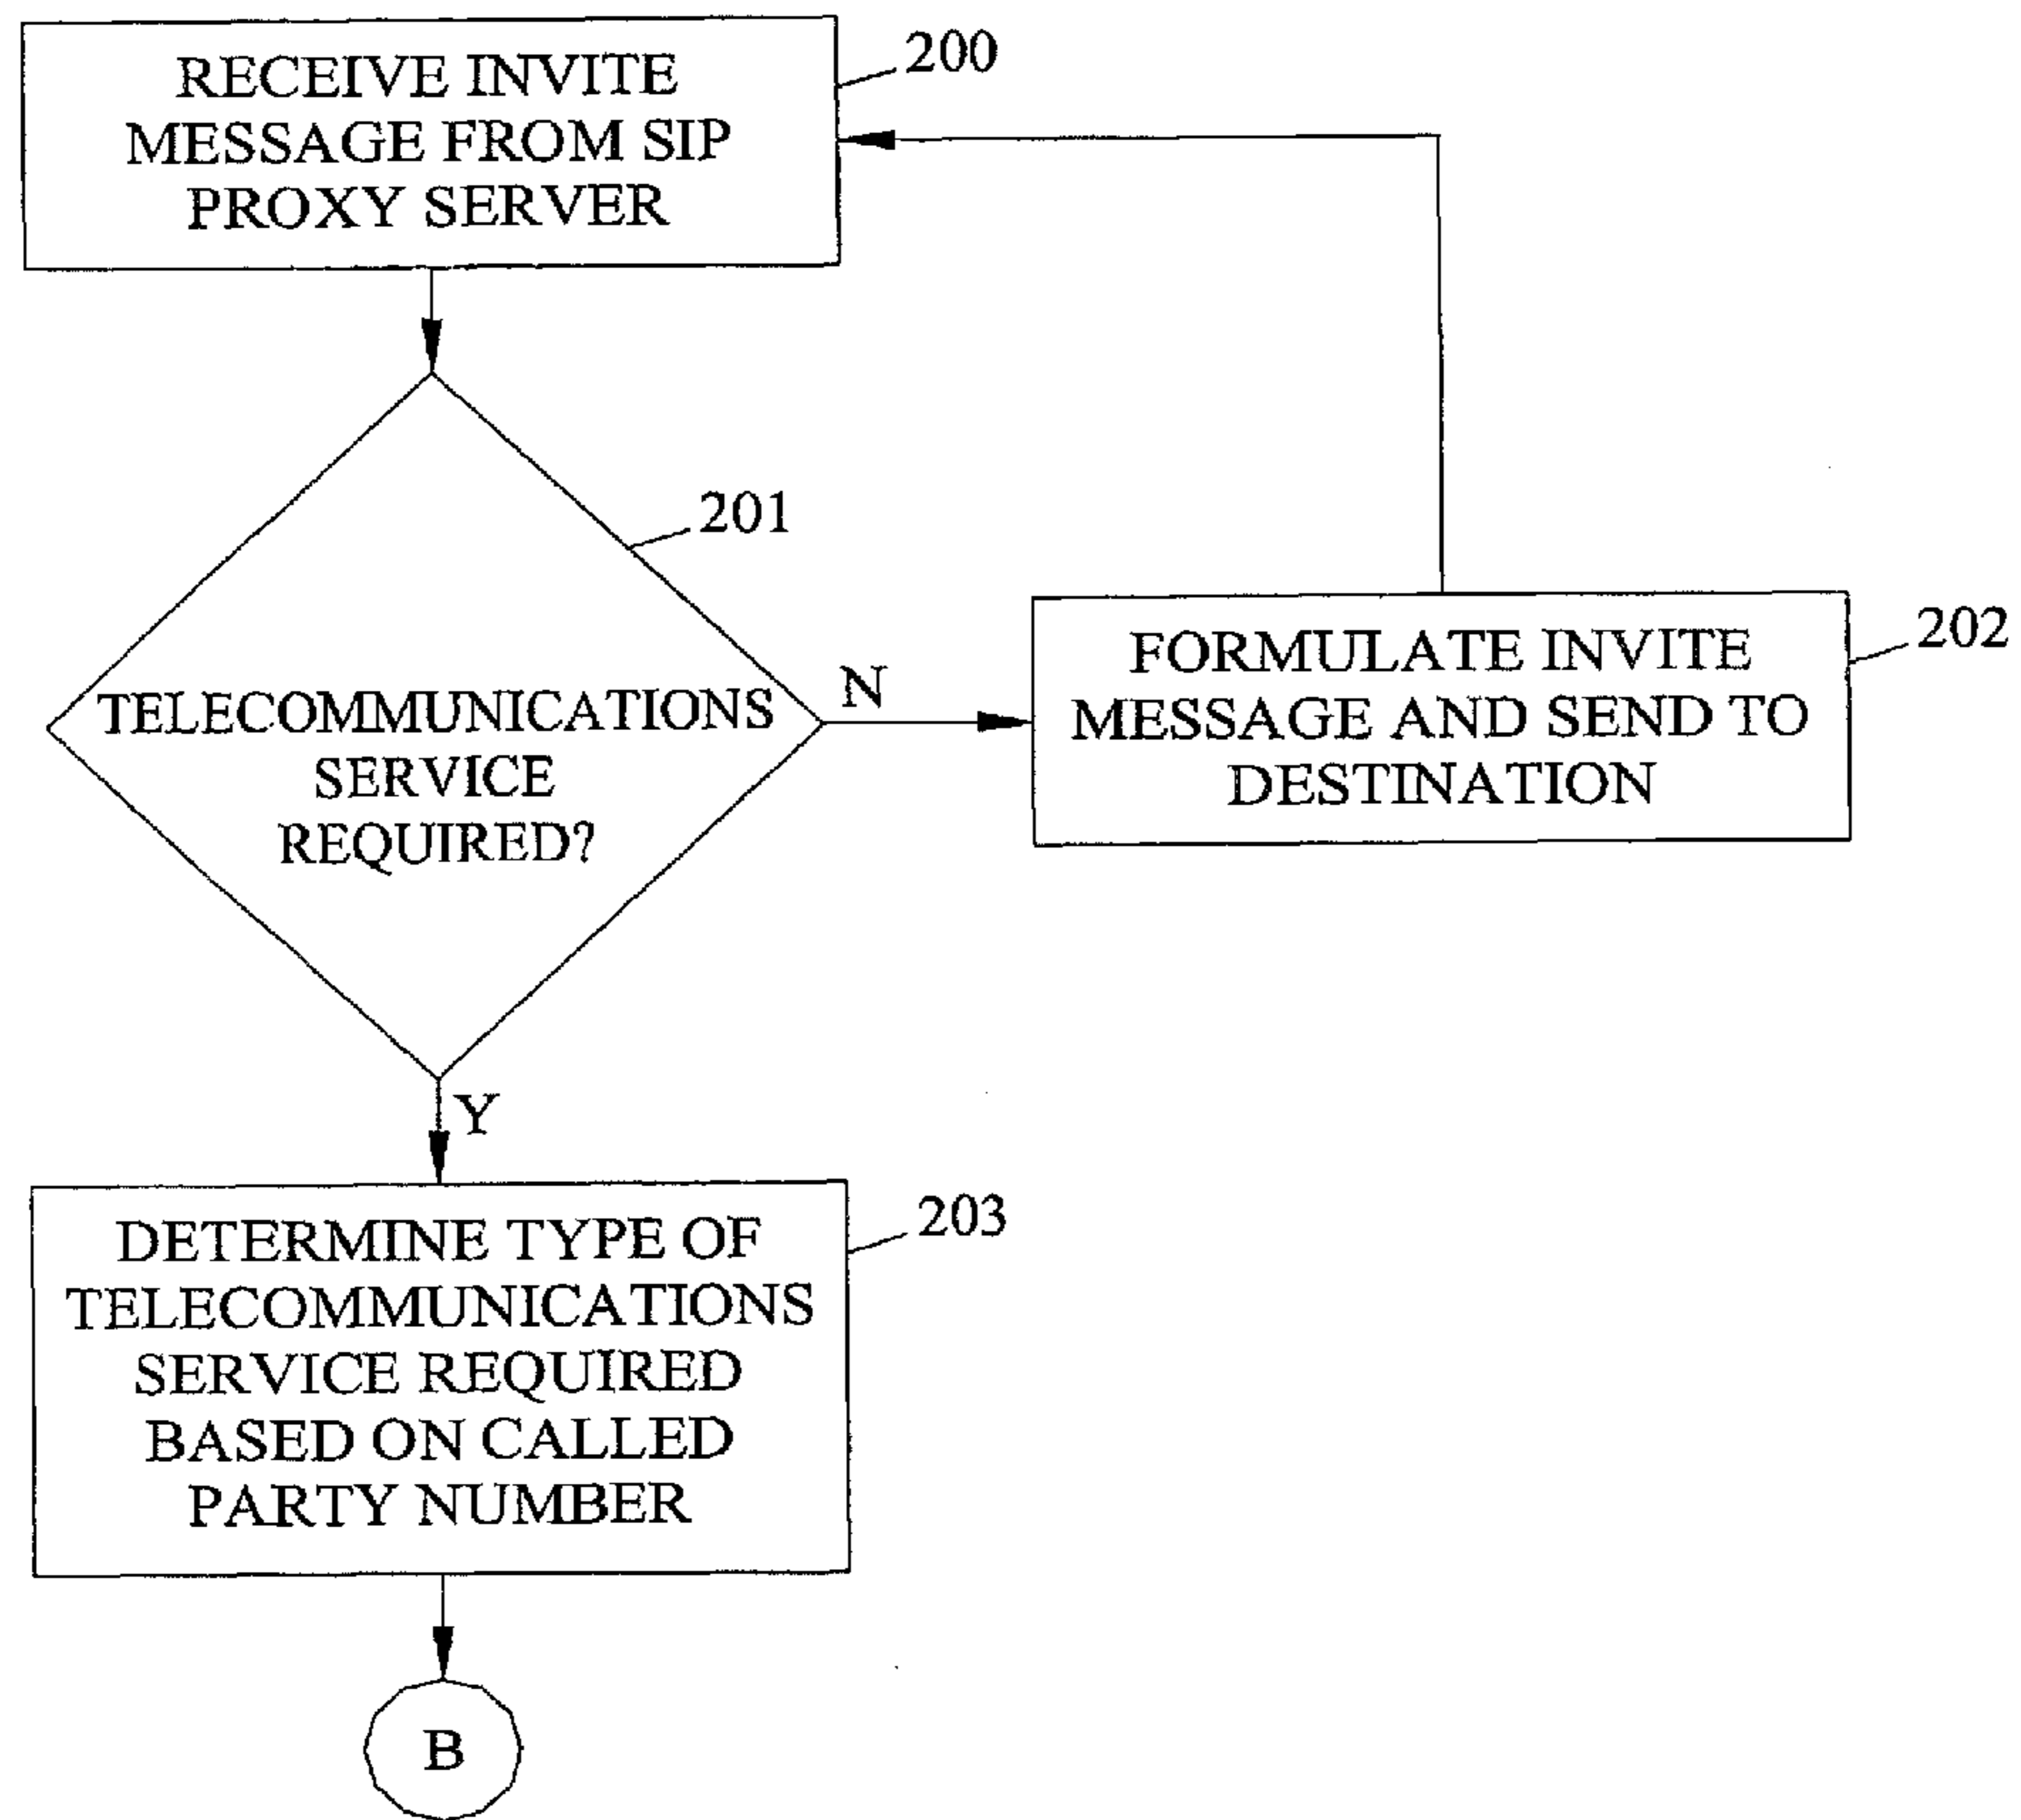 RECEIVE INVITE
MESSAGE FROM SIP
PROXY SERVER
200
201
TELECOMMUNICATIONS
SERVICE
REQUIRED?
N
FORMULATE INVITE
MESSAGE AND SEND TO
DESTINATION
202
Y
DETERMINE TYPE OF
TELECOMMUNICATIONS
SERVICE REQUIRED
BASED ON CALLED
PARTY NUMBER
203
B